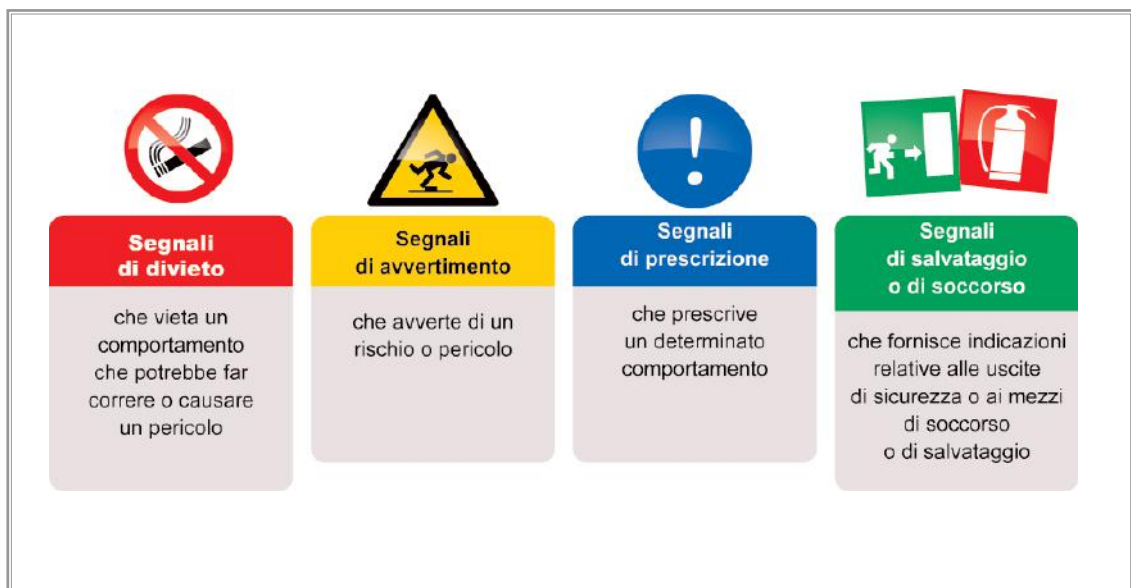 Segnali
di divieto
che vieta un
comportamento
che potrebbe far
correre o causare
un pericolo
Segnali
di avvertimento
che avverte di un
rischio o pericolo
Segnali
di prescrizione
che prescrive
un determinato
comportamento
Segnali
di salvataggio
o di soccorso
che fornisce indicazioni
relative alle uscite
di sicurezza o ai mezzi
di soccorso
o di salvataggio